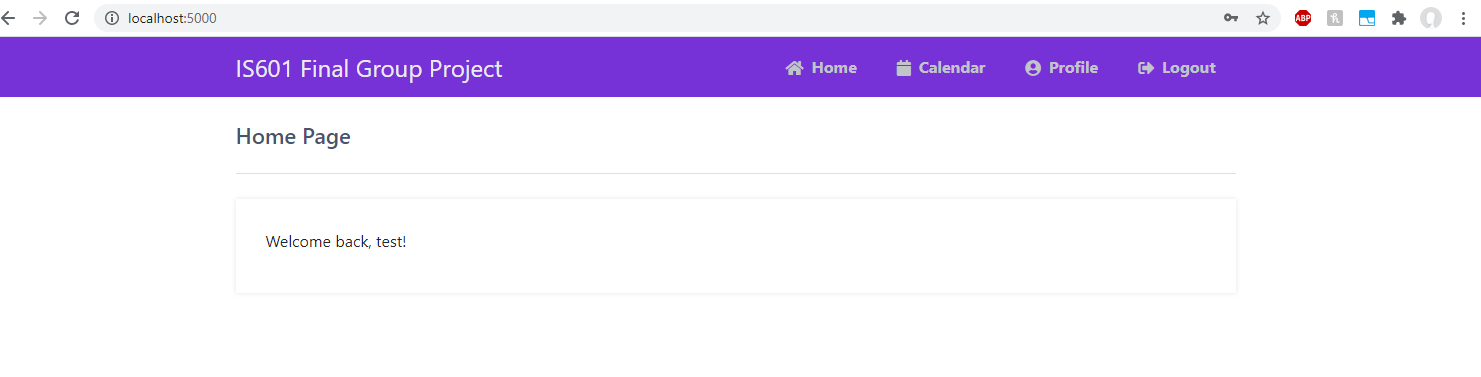 localhost:5000
ABP
IS601 Final Group Project
Home
Calendar
Profile
Logout
Home Page
Welcome back, test!